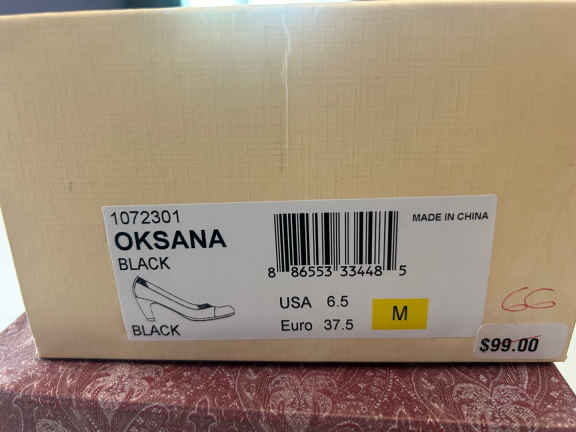 1072301
OKSANA
BLACK
BLACK
8 86553 33448 5
MADE IN CHINA
USA 6.5
Euro 37.5
M
66
$99.00